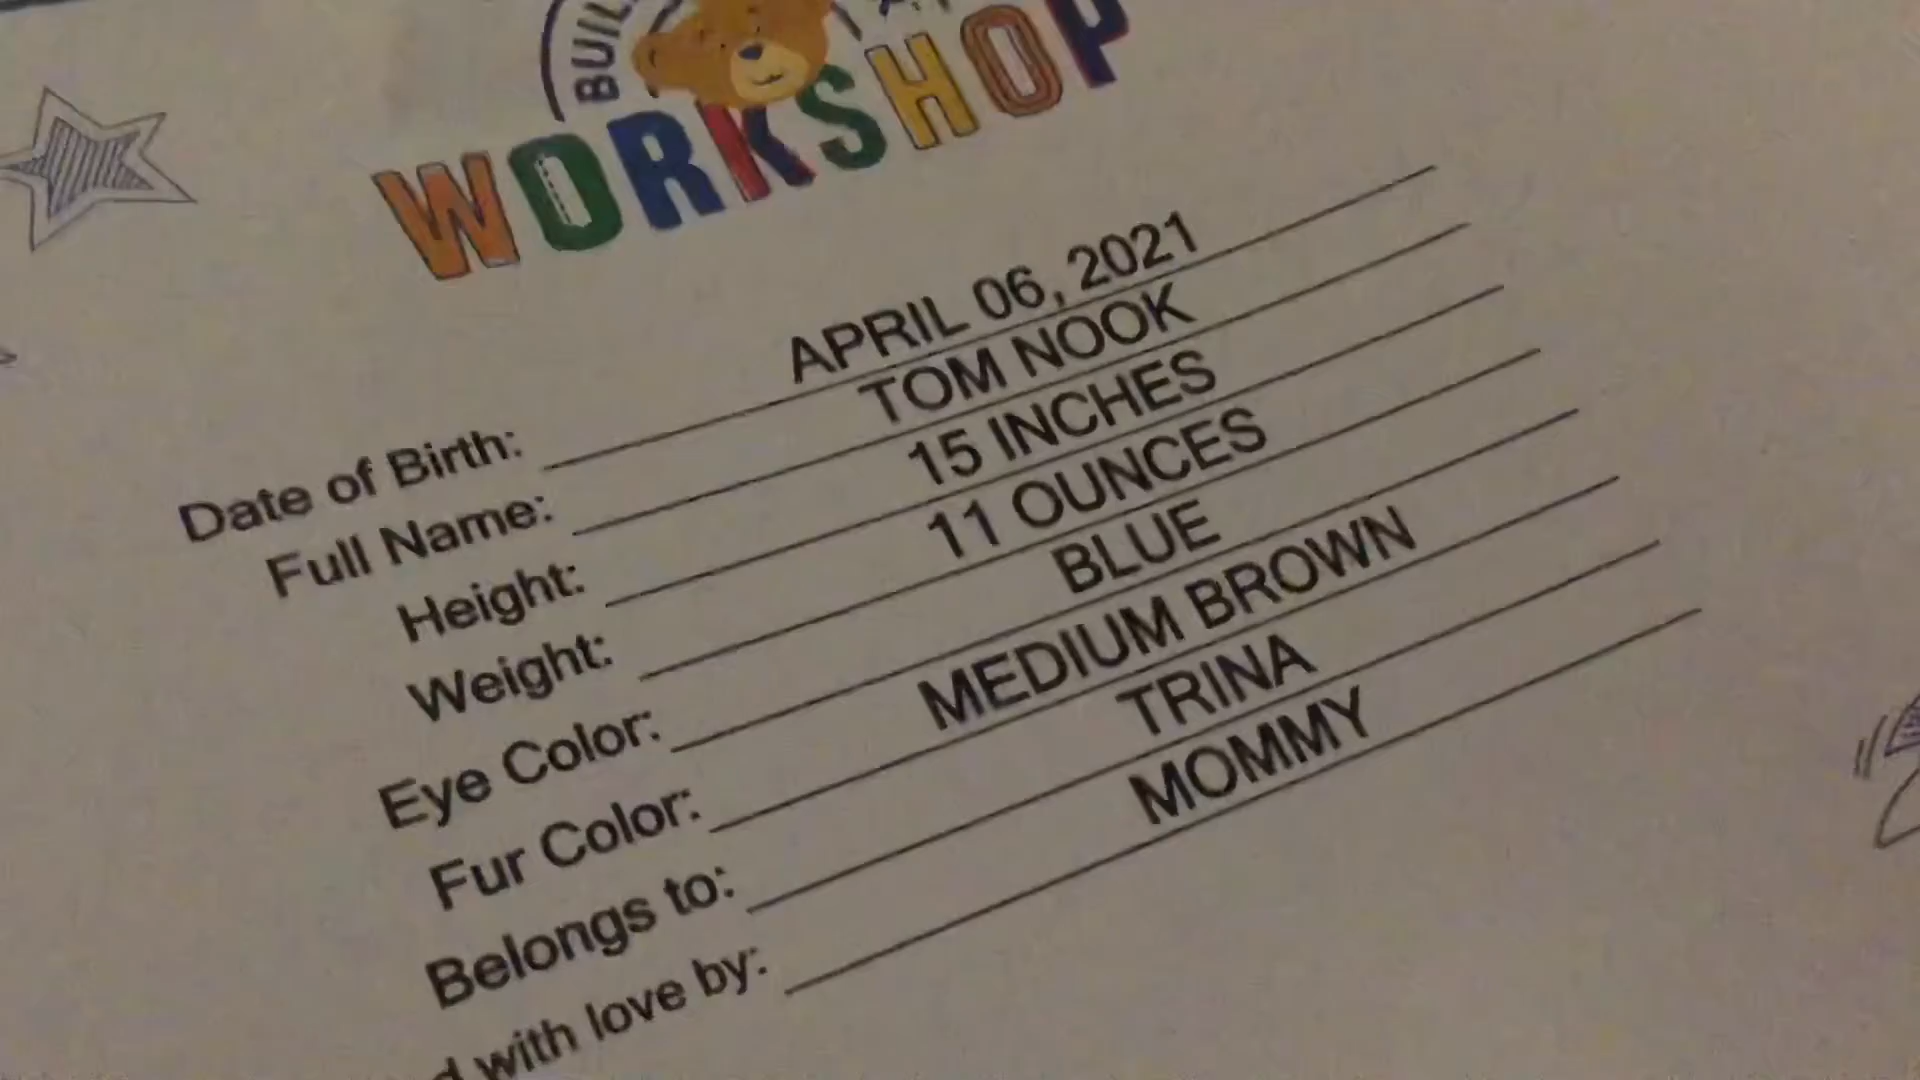 BUIL
WORKSHOP
Date of Birth: APRIL 06, 2021
Full Name: TOM NOOK
Height: 15 INCHES
Weight: 11 OUNCES
Eye Color: BLUE
Fur Color: MEDIUM BROWN
Belongs to: TRINA
with love by: MOMMY